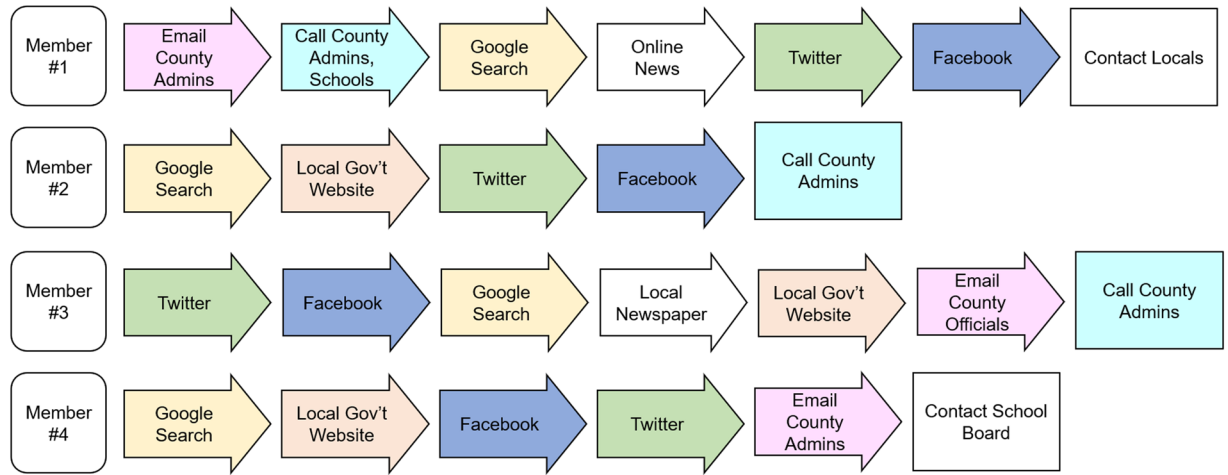 Member
#1
Email
County
Admins
Call County
Admins,
Schools
Google
Search
Online
News
Twitter
Facebook
Contact Locals
Member
#2
Google
Search
Local Gov't
Website
Twitter
Facebook
Call County
Admins
Member
#3
Twitter
Facebook
Google
Search
Local
Newspaper
Local Gov't
Website
Email
County
Officials
Call County
Admins
Member
#4
Google
Search
Local Gov't
Website
Facebook
Twitter
Email
County
Admins
Contact School
Board